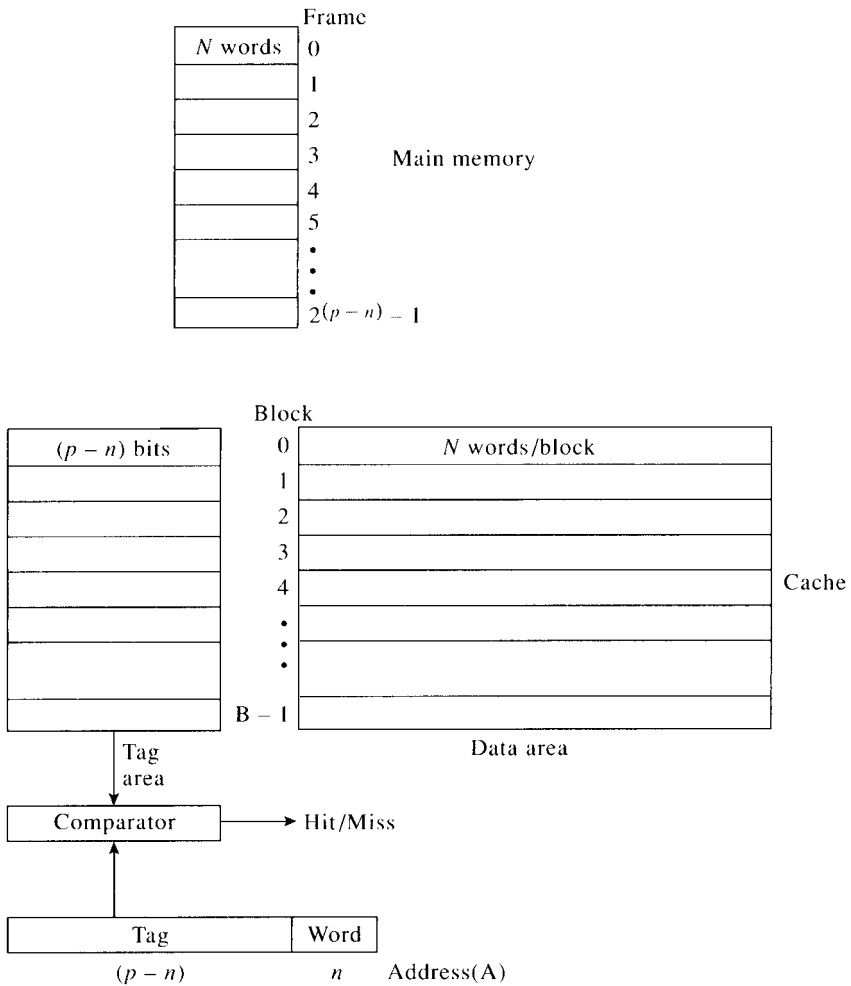 Frame
N words 0
1
2
3
Main memory
4
5
2^(p – n) – 1
Block
(p – n) bits
0
N words/block
1
2
3
4
Cache
B – 1
Data area
Tag
area
Comparator
Hit/Miss
Tag
Word
(p – n)
n
Address(A)